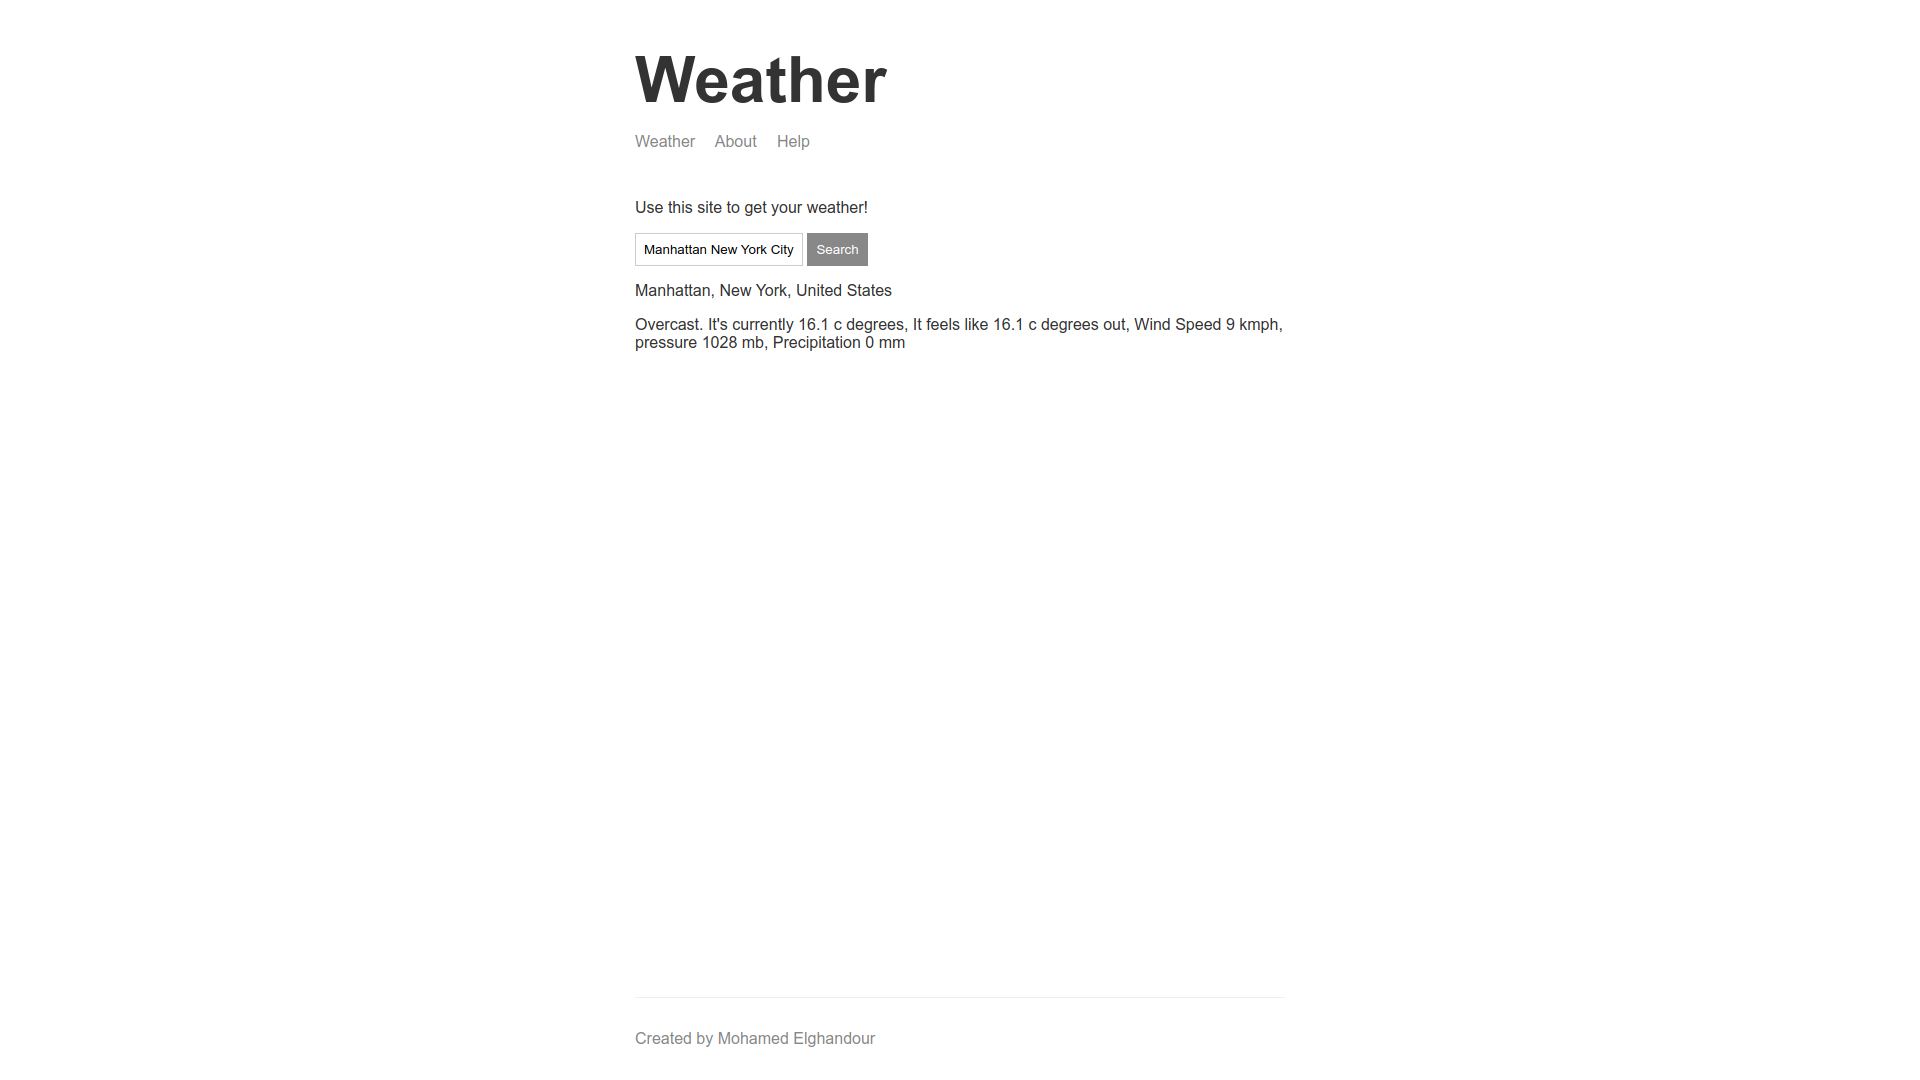 Weather
Weather About Help
Use this site to get your weather!
Manhattan New York City Search
Manhattan, New York, United States
Overcast. It's currently 16.1 c degrees, It feels like 16.1 c degrees out, Wind Speed 9 kmph,
pressure 1028 mb, Precipitation 0 mm
Created by Mohamed Elghandour